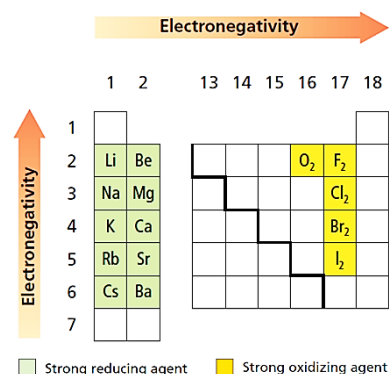 Electronegativity
1 2 13 14 15 16 17 18
1
2 Li Be O₂ F₂
3 Na Mg Cl₂
4 K Ca Br₂
5 Rb Sr I₂
6 Cs Ba
7
Electronegativity
Strong reducing agent Strong oxidizing agent